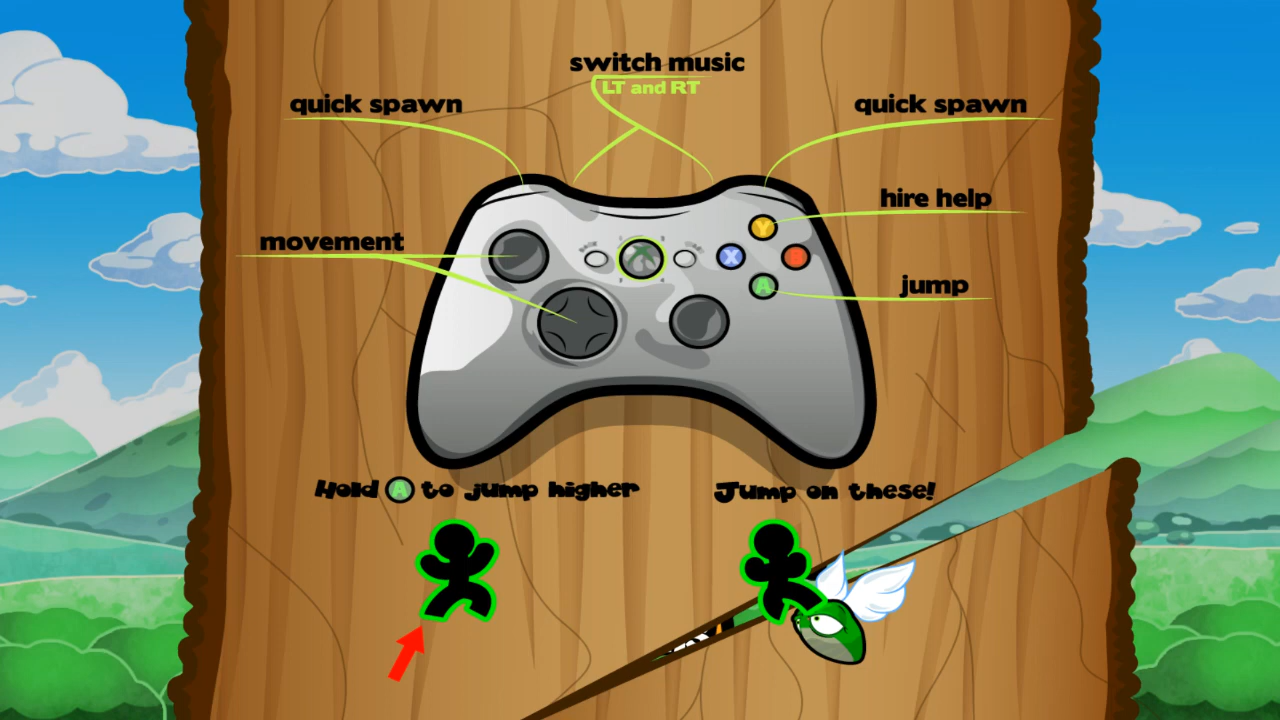 switch music
LT and RT
quick spawn
quick spawn
hire help
movement
Y
X
B
A
jump
Hold A to jump higher
Jump on these!